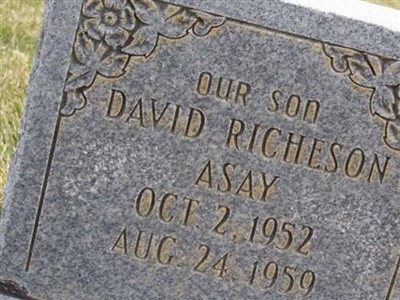 OUR SON
DAVID RICHESON
ASAY
OCT. 2, 1952
AUG. 24, 1959